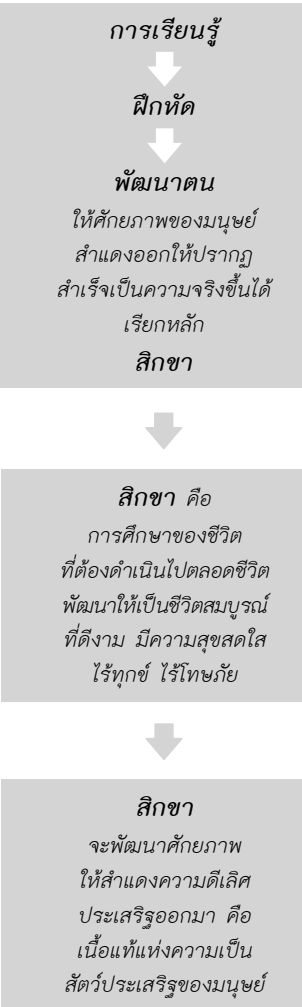 การเรียนรู้
ฝึกหัด
พัฒนาตน
ให้ศักยภาพของมนุษย์
สำแดงออกให้ปรากฏ
สำเร็จเป็นความจริงขึ้นได้
เรียกหลัก
สิกขา
สิกขา คือ
การศึกษาของชีวิต
ที่ต้องดำเนินไปตลอดชีวิต
พัฒนาให้เป็นชีวิตสมบูรณ์
ที่ดีงาม มีความสุขสดใส
ไร้ทุกข์ ไร้โทษภัย
สิกขา
จะพัฒนาศักยภาพ
ให้สำแดงความดีเลิศ
ประเสริฐออกมา คือ
เนื้อแท้แห่งความเป็น
สัตว์ประเสริฐของมนุษย์